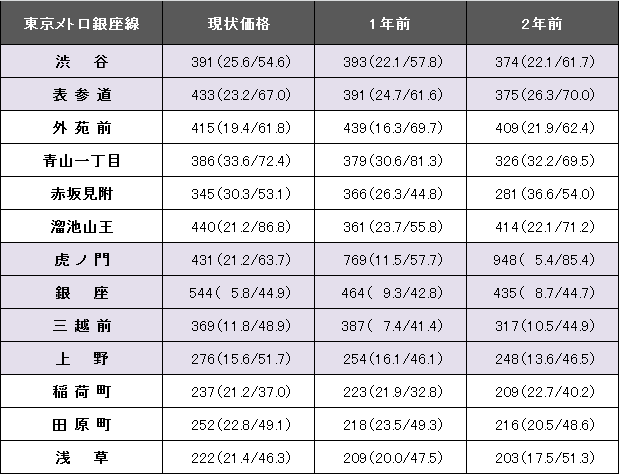 東京メトロ銀座線 現状価格 1年前 2年前
渋 谷 391(25.6/54.6) 393(22.1/57.8) 374(22.1/61.7)
表 参 道 433(23.2/67.0) 391(24.7/61.6) 375(26.3/70.0)
外 苑 前 415(19.4/61.8) 439(16.3/69.7) 409(21.9/62.4)
青山一丁目 386(33.6/72.4) 379(30.6/81.3) 326(32.2/69.5)
赤坂見附 345(30.3/53.1) 366(26.3/44.8) 281(36.6/54.0)
溜池山王 440(21.2/86.8) 361(23.7/55.8) 414(22.1/71.2)
虎 ノ 門 431(21.2/63.7) 769(11.5/57.7) 948( 5.4/85.4)
銀 座 544( 5.8/44.9) 464( 9.3/42.8) 435( 8.7/44.7)
三 越 前 369(11.8/48.9) 387( 7.4/41.4) 317(10.5/44.9)
上 野 276(15.6/51.7) 254(16.1/46.1) 248(13.6/46.5)
稲 荷 町 237(21.2/37.0) 223(21.9/32.8) 209(22.7/40.2)
田 原 町 252(22.8/49.1) 218(23.5/49.3) 216(20.5/48.6)
浅 草 222(21.4/46.3) 209(20.0/47.5) 203(17.5/51.3)